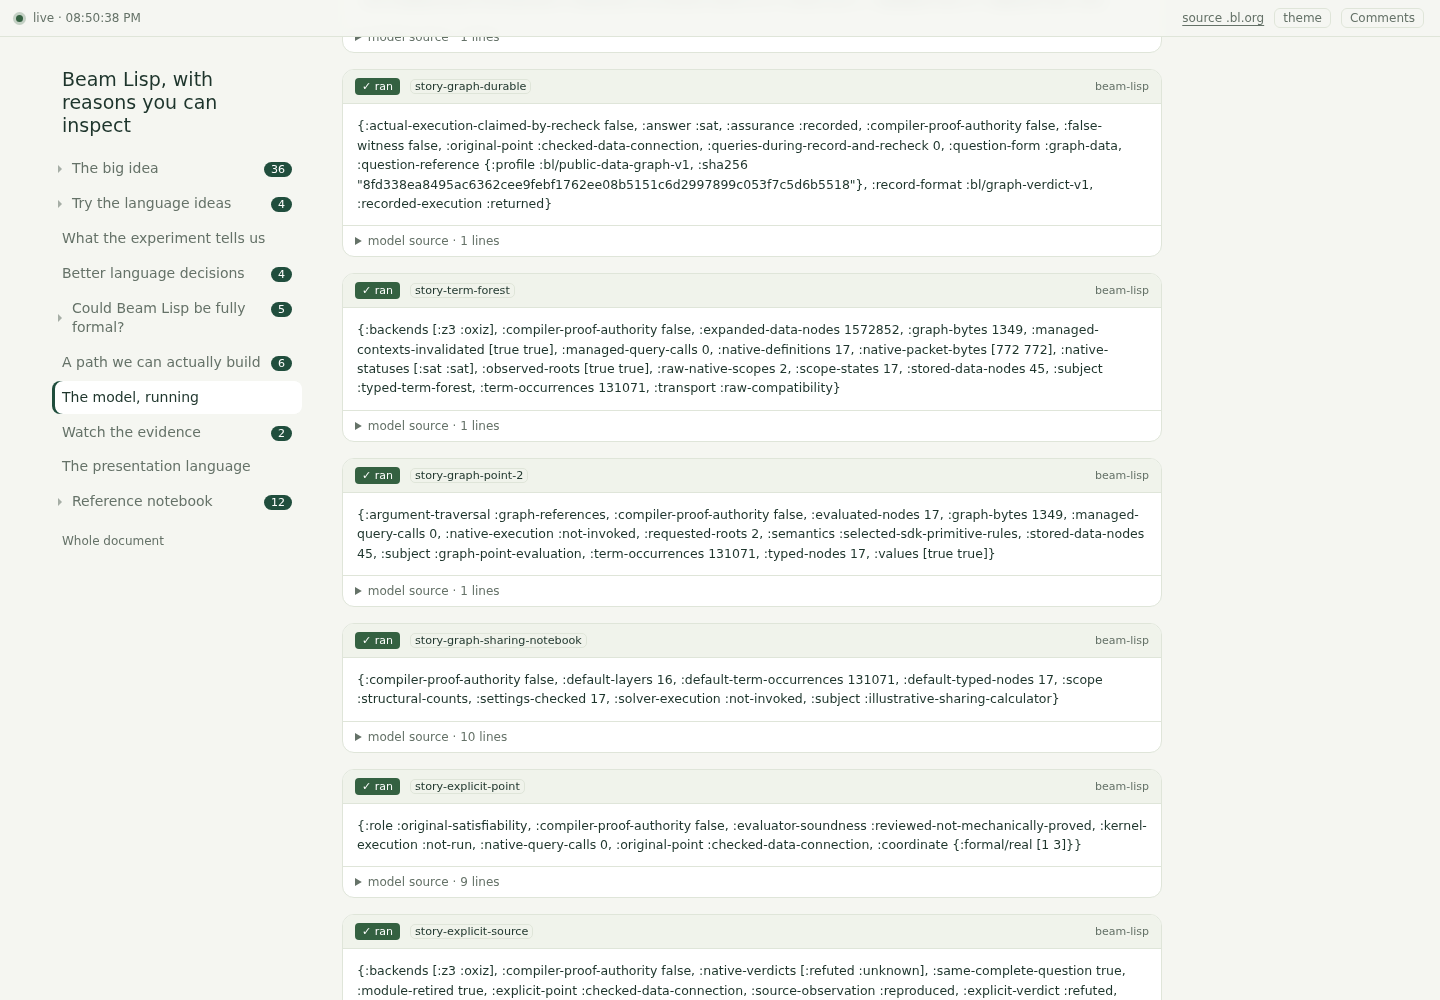 live · 08:50:38 PM
source .bl.org
theme
Comments
Beam Lisp, with
reasons you can
inspect
The big idea
36
Try the language ideas
4
What the experiment tells us
Better language decisions
4
Could Beam Lisp be fully
formal?
5
A path we can actually build
6
The model, running
Watch the evidence
2
The presentation language
Reference notebook
12
Whole document
model source · 1 lines
✓ ran
story-graph-durable
beam-lisp
{:actual-execution-claimed-by-recheck false, :answer :sat, :assurance :recorded, :compiler-proof-authority false, :false-
witness false, :original-point :checked-data-connection, :queries-during-record-and-recheck 0, :question-form :graph-data,
:question-reference {:profile :bl/public-data-graph-v1, :sha256
"8fd338ea8495ac6362cee9febf1762ee08b5151c6d2997899c053f7c5d6b5518"}, :record-format :bl/graph-verdict-v1,
:recorded-execution :returned}
model source · 1 lines
✓ ran
story-term-forest
beam-lisp
{:backends [:z3 :oxiz], :compiler-proof-authority false, :expanded-data-nodes 1572852, :graph-bytes 1349, :managed-
contexts-invalidated [true true], :managed-query-calls 0, :native-definitions 17, :native-packet-bytes [772 772], :native-
statuses [:sat :sat], :observed-roots [true true], :raw-native-scopes 2, :scope-states 17, :stored-data-nodes 45, :subject
:typed-term-forest, :term-occurrences 131071, :transport :raw-compatibility}
model source · 1 lines
✓ ran
story-graph-point-2
beam-lisp
{:argument-traversal :graph-references, :compiler-proof-authority false, :evaluated-nodes 17, :graph-bytes 1349, :managed-
query-calls 0, :native-execution :not-invoked, :requested-roots 2, :semantics :selected-sdk-primitive-rules, :stored-data-nodes
45, :subject :graph-point-evaluation, :term-occurrences 131071, :typed-nodes 17, :values [true true]}
model source · 1 lines
✓ ran
story-graph-sharing-notebook
beam-lisp
{:compiler-proof-authority false, :default-layers 16, :default-term-occurrences 131071, :default-typed-nodes 17, :scope
:structural-counts, :settings-checked 17, :solver-execution :not-invoked, :subject :illustrative-sharing-calculator}
model source · 10 lines
✓ ran
story-explicit-point
beam-lisp
{:role :original-satisfiability, :compiler-proof-authority false, :evaluator-soundness :reviewed-not-mechanically-proved, :kernel-
execution :not-run, :native-query-calls 0, :original-point :checked-data-connection, :coordinate {:formal/real [1 3]}}
model source · 9 lines
✓ ran
story-explicit-source
beam-lisp
{:backends [:z3 :oxiz], :compiler-proof-authority false, :native-verdicts [:refuted :unknown], :same-complete-question true,
:module-retired true, :explicit-point :checked-data-connection, :source-observation :reproduced, :explicit-verdict :refuted,